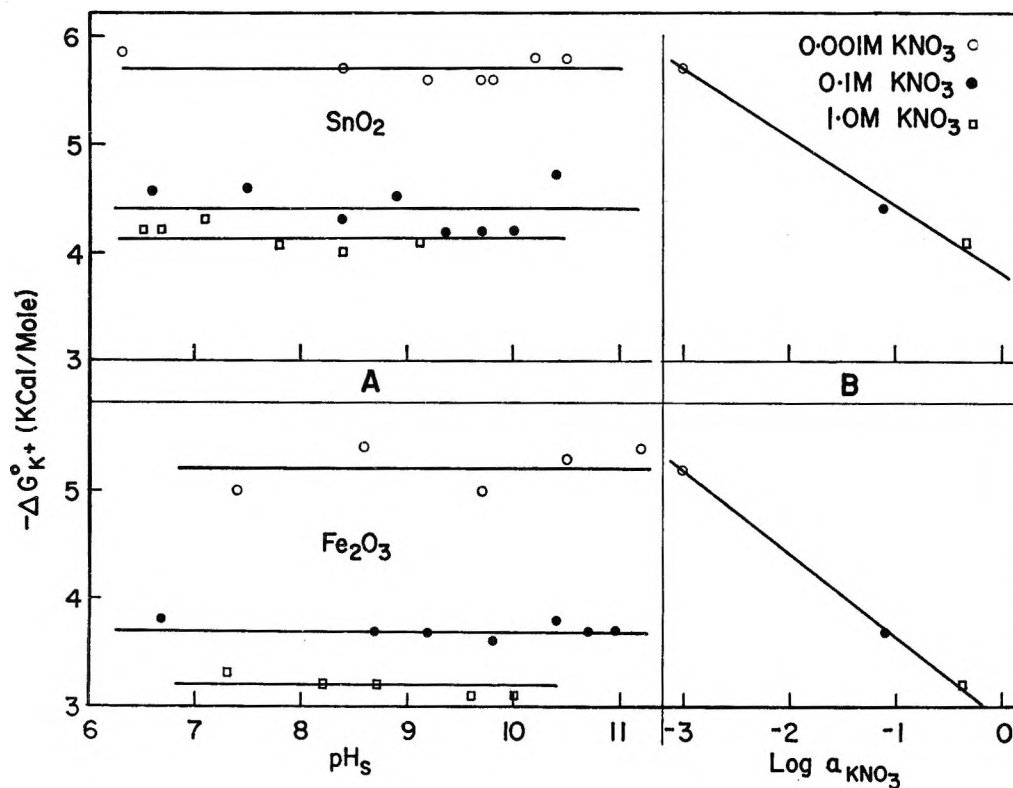 6
5
4
3
SnO₂
0·001M KNO₃
0·1M KNO₃
1·0M KNO₃
A
B
-ΔG°K+ (KCal/Mole)
5
4
3
Fe₂O₃
6 7 8 9 10 11
pHs
-3 -2 -1 0
Log aKNO₃